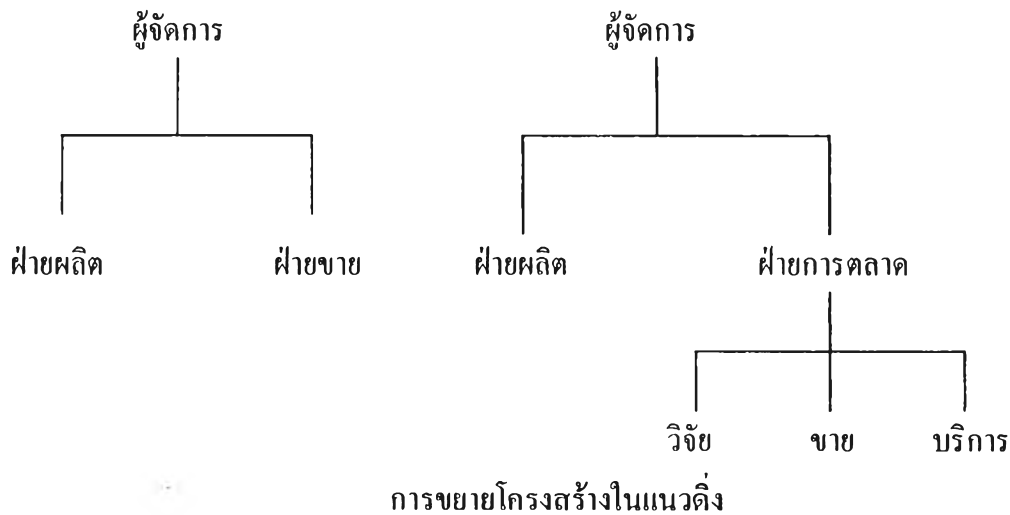 ผู้จัดการ ผู้จัดการ
ฝ่ายผลิต ฝ่ายขาย ฝ่ายผลิต ฝ่ายการตลาด
วิจัย ขาย บริการ
การขยายโครงสร้างในแนวดิ่ง